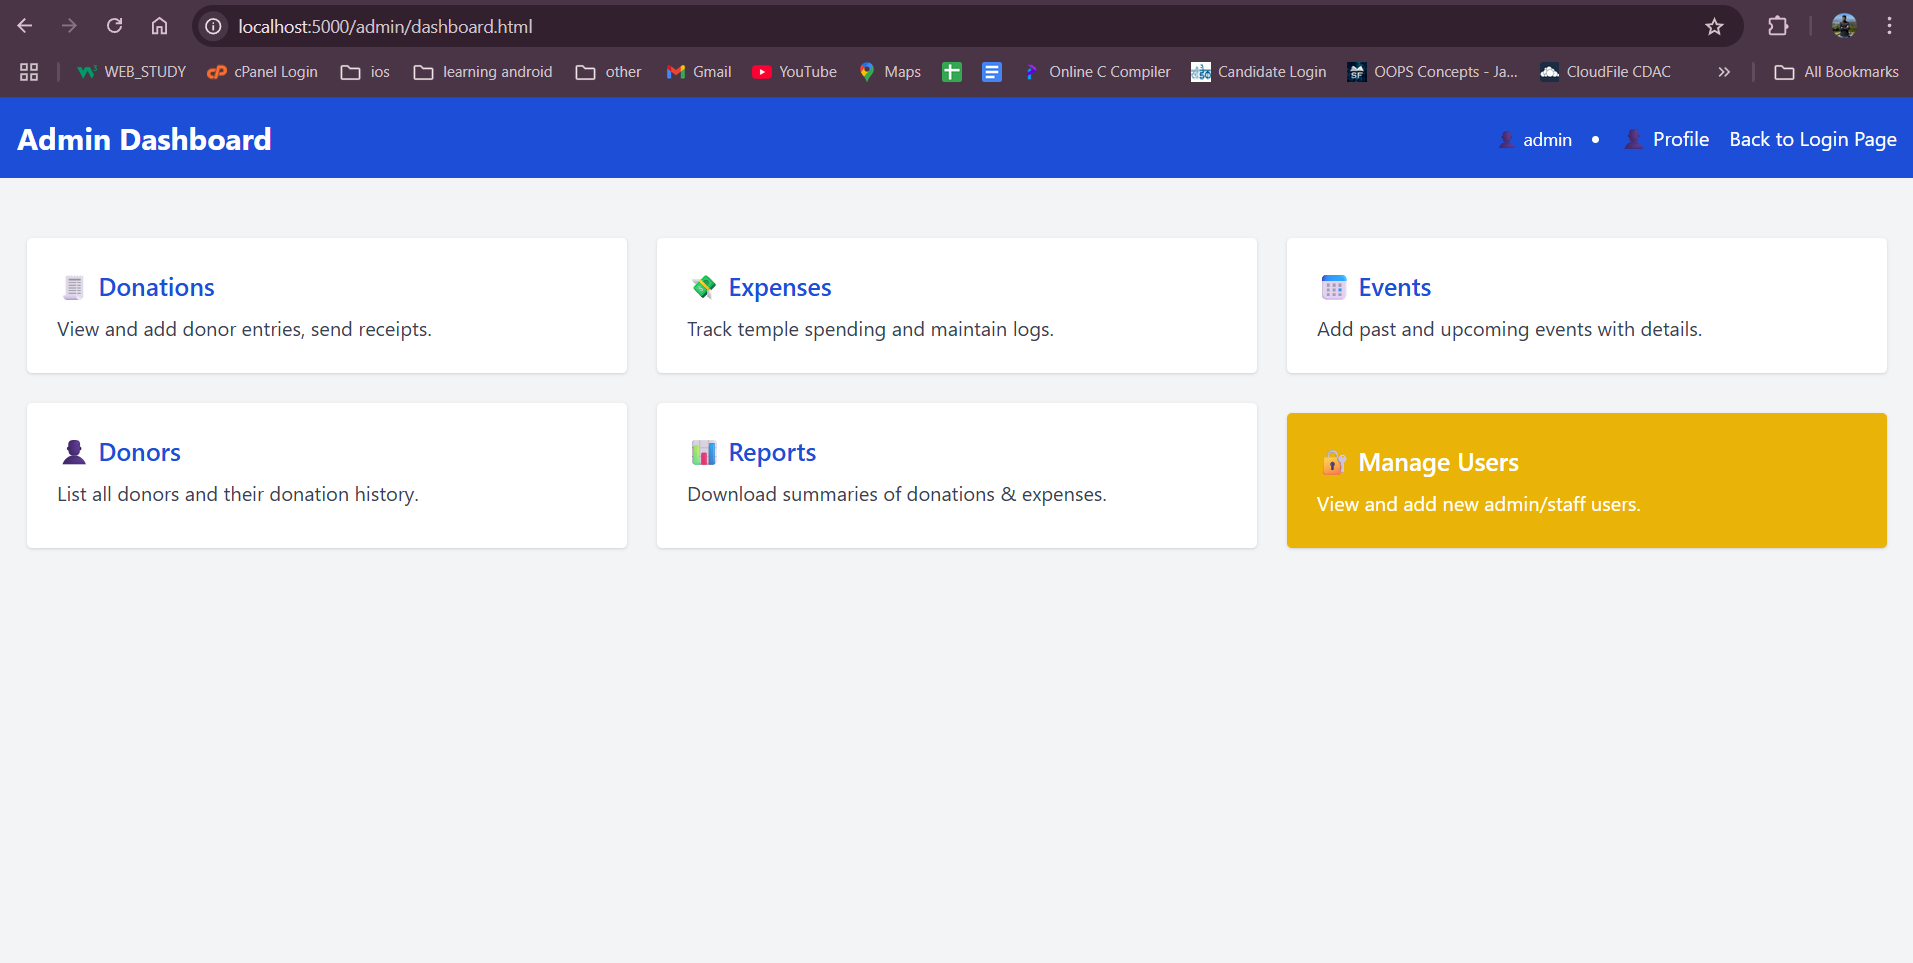 localhost:5000/admin/dashboard.html
WEB_STUDY cPanel Login ios learning android other Gmail YouTube Maps Online C Compiler Candidate Login OOPS Concepts - Ja... CloudFile CDAC » All Bookmarks
Admin Dashboard
admin • Profile Back to Login Page
Donations
View and add donor entries, send receipts.
Expenses
Track temple spending and maintain logs.
Events
Add past and upcoming events with details.
Donors
List all donors and their donation history.
Reports
Download summaries of donations & expenses.
Manage Users
View and add new admin/staff users.